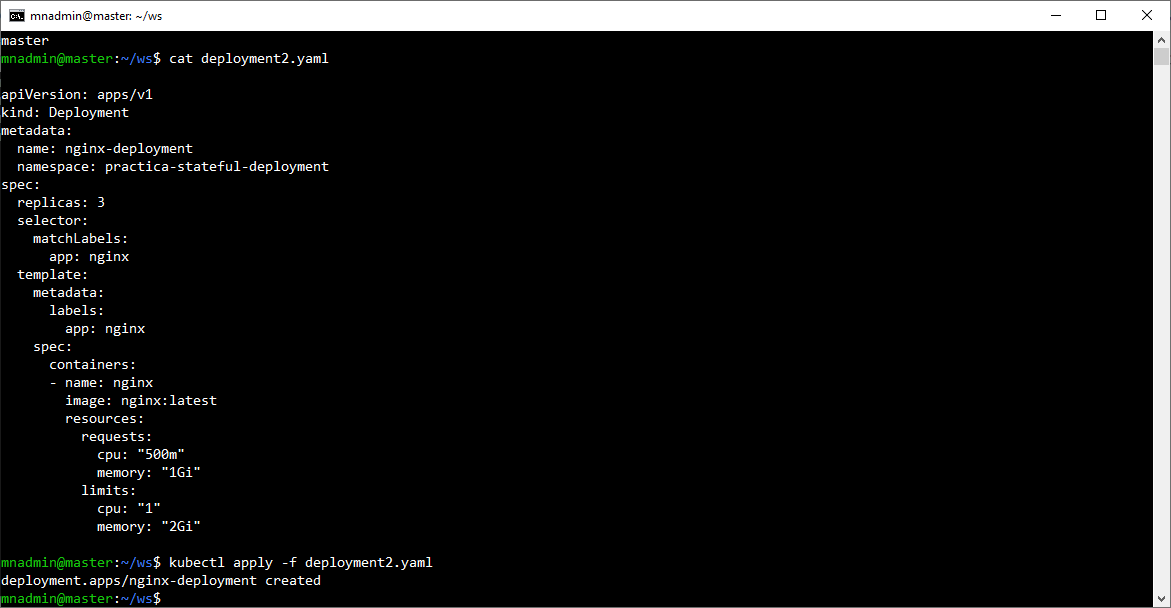 mnadmin@master: ~/ws
master
mnadmin@master:~/ws$ cat deployment2.yaml

apiVersion: apps/v1
kind: Deployment
metadata:
  name: nginx-deployment
  namespace: practica-stateful-deployment
spec:
  replicas: 3
  selector:
    matchLabels:
      app: nginx
  template:
    metadata:
      labels:
        app: nginx
    spec:
      containers:
      - name: nginx
        image: nginx:latest
        resources:
          requests:
            cpu: "500m"
            memory: "1Gi"
          limits:
            cpu: "1"
            memory: "2Gi"

mnadmin@master:~/ws$ kubectl apply -f deployment2.yaml
deployment.apps/nginx-deployment created
mnadmin@master:~/ws$